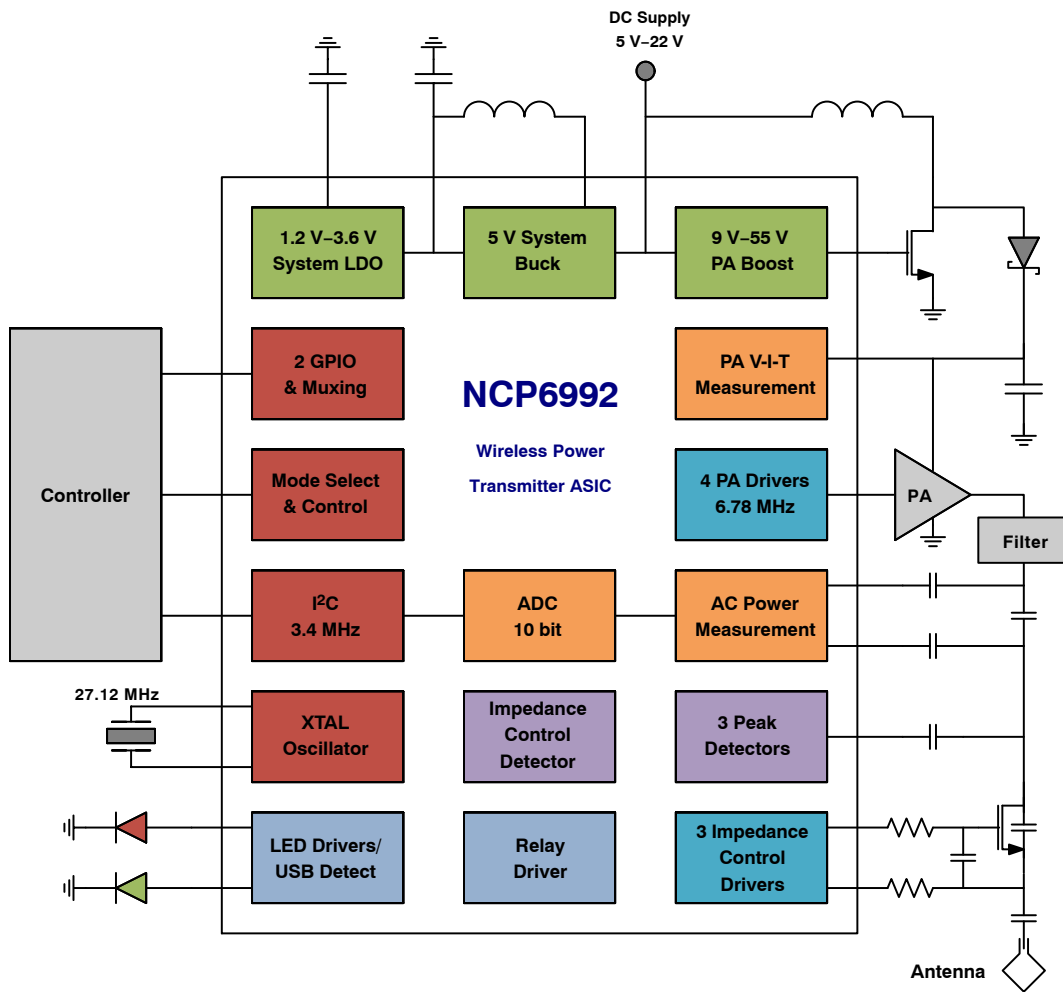 DC Supply
5 V–22 V
1.2 V–3.6 V
System LDO
5 V System
Buck
9 V–55 V
PA Boost
Controller
2 GPIO
& Muxing
NCP6992
Wireless Power
Transmitter ASIC
PA V-I-T
Measurement
Mode Select
& Control
4 PA Drivers
6.78 MHz
PA
Filter
I²C
3.4 MHz
ADC
10 bit
AC Power
Measurement
27.12 MHz
XTAL
Oscillator
Impedance
Control
Detector
3 Peak
Detectors
LED Drivers/
USB Detect
Relay
Driver
3 Impedance
Control
Drivers
Antenna